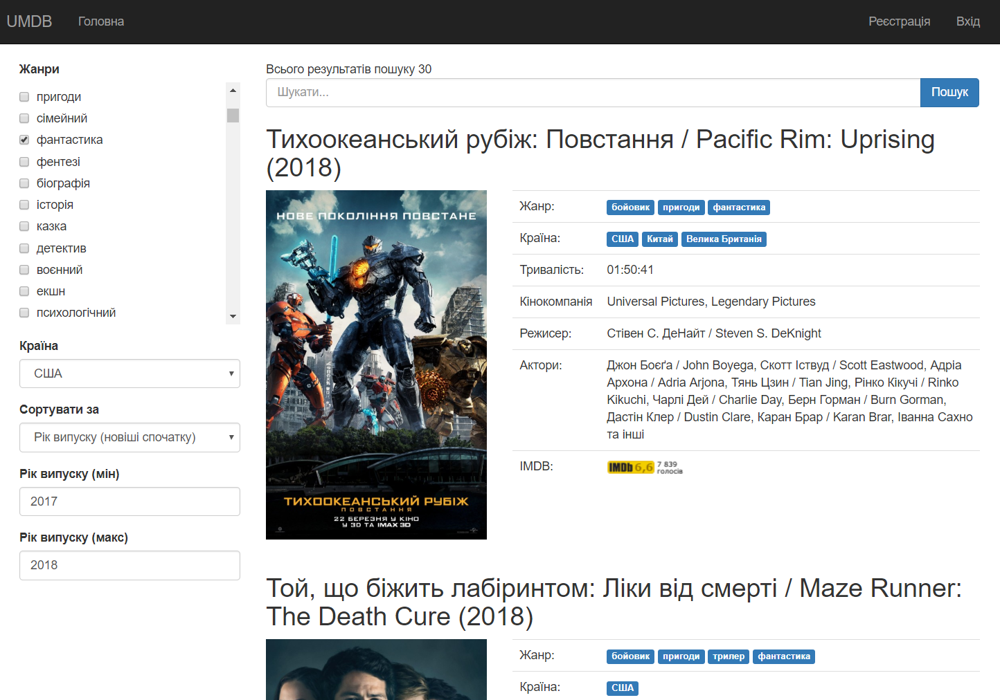 UMDB
Головна
Реєстрація
Вхід
Жанри
пригоди
сімейний
фантастика
фентезі
біографія
історія
казка
детектив
воєнний
екшн
психологічний
Країна
США
Сортувати за
Рік випуску (новіші спочатку)
Рік випуску (мін)
2017
Рік випуску (макс)
2018
Всього результатів пошуку 30
Шукати...
Пошук
Тихоокеанський рубіж: Повстання / Pacific Rim: Uprising
(2018)
НОВЕ ПОКОЛІННЯ ПОВСТАНЕ
ТИХООКЕАНСЬКИЙ РУБІЖ
ПОВСТАННЯ
22 БЕРЕЗНЯ У КІНО
У 3D ТА IMAX 3D
Жанр:
бойовик пригоди фантастика
Країна:
США Китай Велика Британія
Тривалість:
01:50:41
Кінокомпанія
Universal Pictures, Legendary Pictures
Режисер:
Стівен С. ДеНайт / Steven S. DeKnight
Актори:
Джон Боєґа / John Boyega, Скотт Іствуд / Scott Eastwood, Адріа
Архона / Adria Arjona, Тянь Цзин / Tian Jing, Рінко Кікучі / Rinko
Kikuchi, Чарлі Дей / Charlie Day, Берн Горман / Burn Gorman,
Дастін Клер / Dustin Clare, Каран Брар / Karan Brar, Іванна Сахно
та інші
IMDB:
IMDb 6,6 7 839
голосів
Той, що біжить лабіринтом: Ліки від смерті / Maze Runner:
The Death Cure (2018)
Жанр:
бойовик пригоди трилер фантастика
Країна:
США